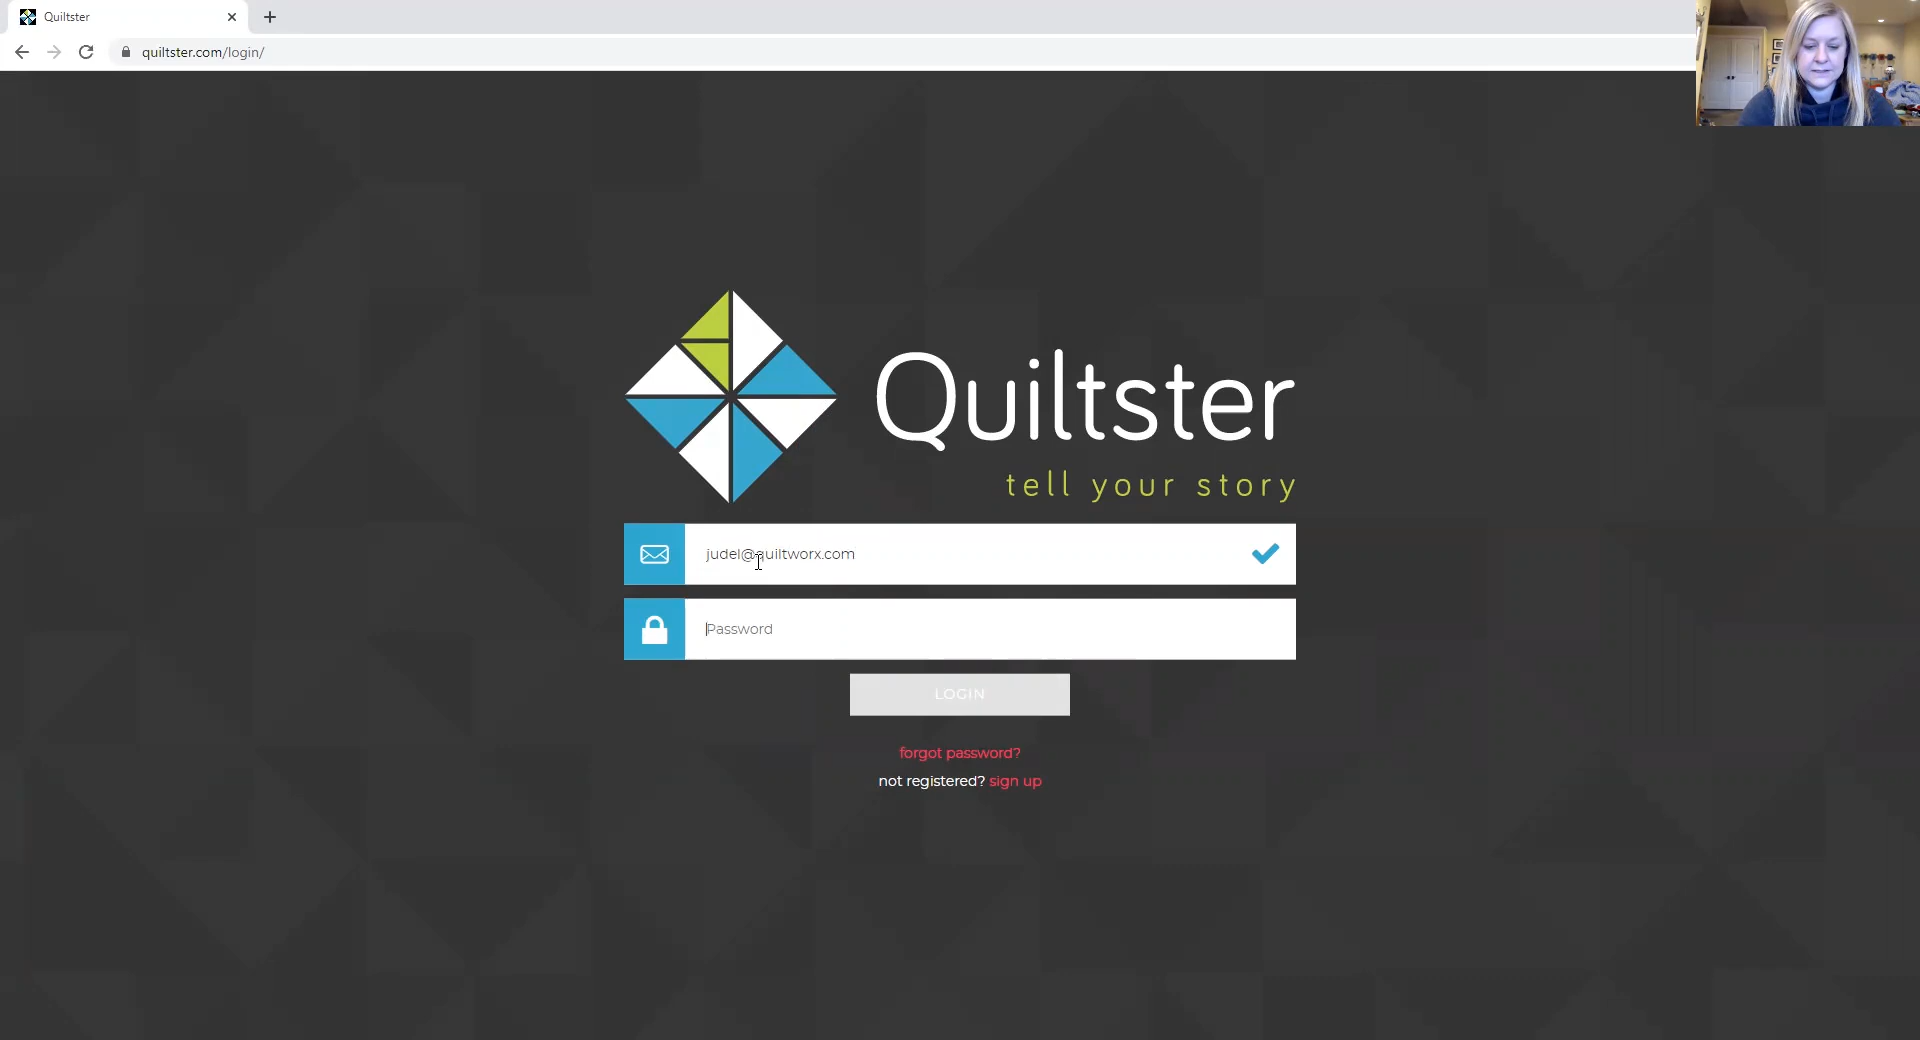 Quiltster
quiltster.com/login/
Quiltster
tell your story
judel@quiltworx.com
Password
LOGIN
forgot password?
not registered? sign up